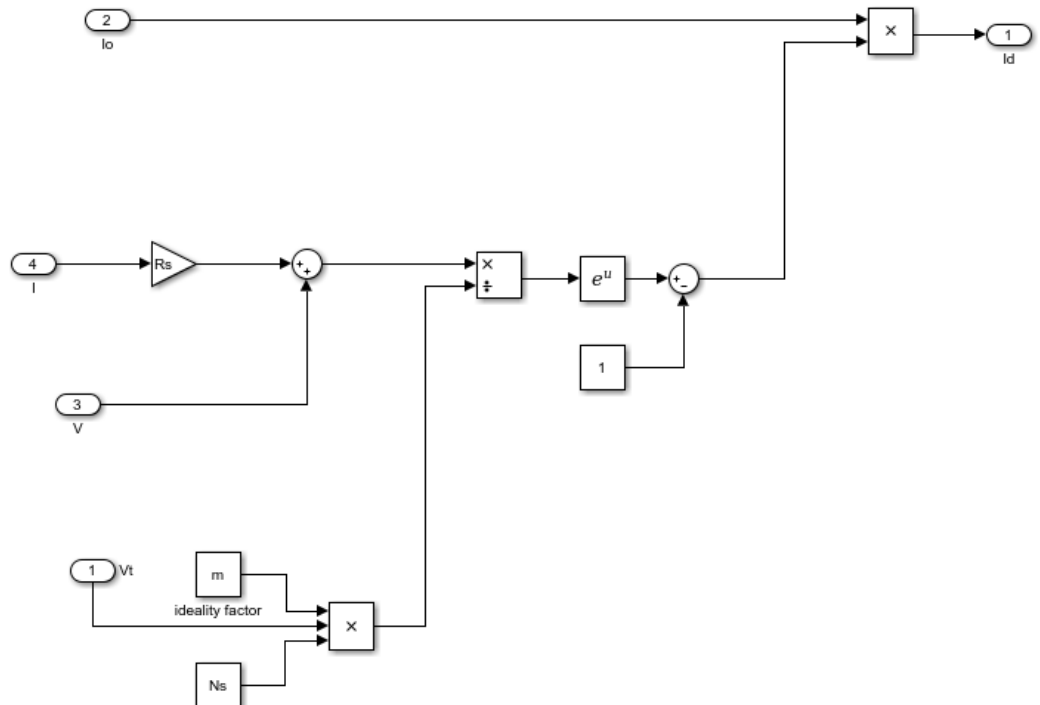 2
Io
×
1
Id
4
I
Rs
+
+
×
÷
e^u
+
−
1
3
V
1
Vt
m
ideality factor
×
Ns